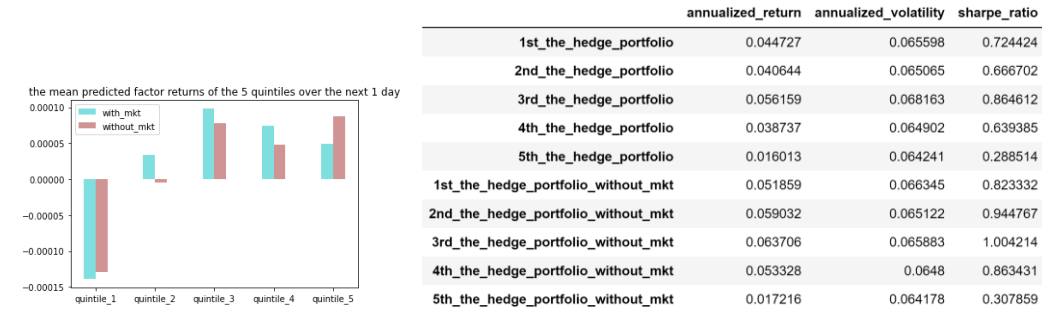 the mean predicted factor returns of the 5 quintiles over the next 1 day
with_mkt
without_mkt
0.00010
0.00005
0.00000
−0.00005
−0.00010
−0.00015
quintile_1 quintile_2 quintile_3 quintile_4 quintile_5
annualized_return annualized_volatility sharpe_ratio
1st_the_hedge_portfolio 0.044727 0.065598 0.724424
2nd_the_hedge_portfolio 0.040644 0.065065 0.666702
3rd_the_hedge_portfolio 0.056159 0.068163 0.864612
4th_the_hedge_portfolio 0.038737 0.064902 0.639385
5th_the_hedge_portfolio 0.016013 0.064241 0.288514
1st_the_hedge_portfolio_without_mkt 0.051859 0.066345 0.823332
2nd_the_hedge_portfolio_without_mkt 0.059032 0.065122 0.944767
3rd_the_hedge_portfolio_without_mkt 0.063706 0.065883 1.004214
4th_the_hedge_portfolio_without_mkt 0.053328 0.0648 0.863431
5th_the_hedge_portfolio_without_mkt 0.017216 0.064178 0.307859